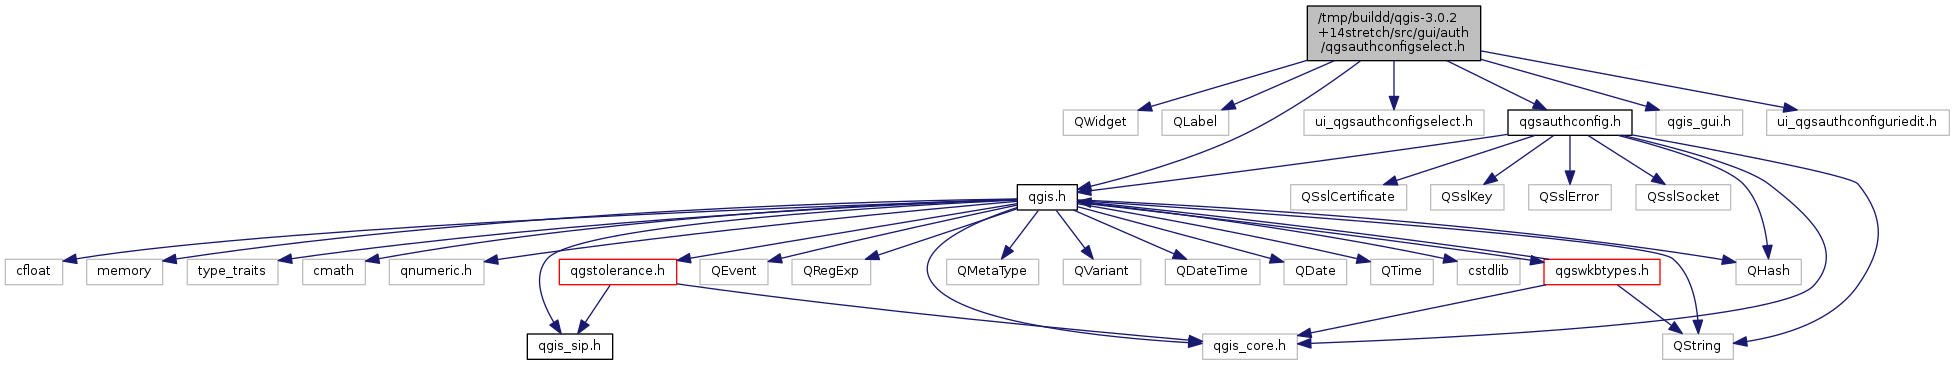 /tmp/buildd/qgis-3.0.2
+14stretch/src/gui/auth
/qgsauthconfigselect.h
QWidget
QLabel
ui_qgsauthconfigselect.h
qgsauthconfig.h
qgis_gui.h
ui_qgsauthconfiguriedit.h
qgis.h
QSslCertificate
QSslKey
QSslError
QSslSocket
cfloat
memory
type_traits
cmath
qnumeric.h
qgstolerance.h
QEvent
QRegExp
QMetaType
QVariant
QDateTime
QDate
QTime
cstdlib
qgswkbtypes.h
QHash
qgis_sip.h
qgis_core.h
QString